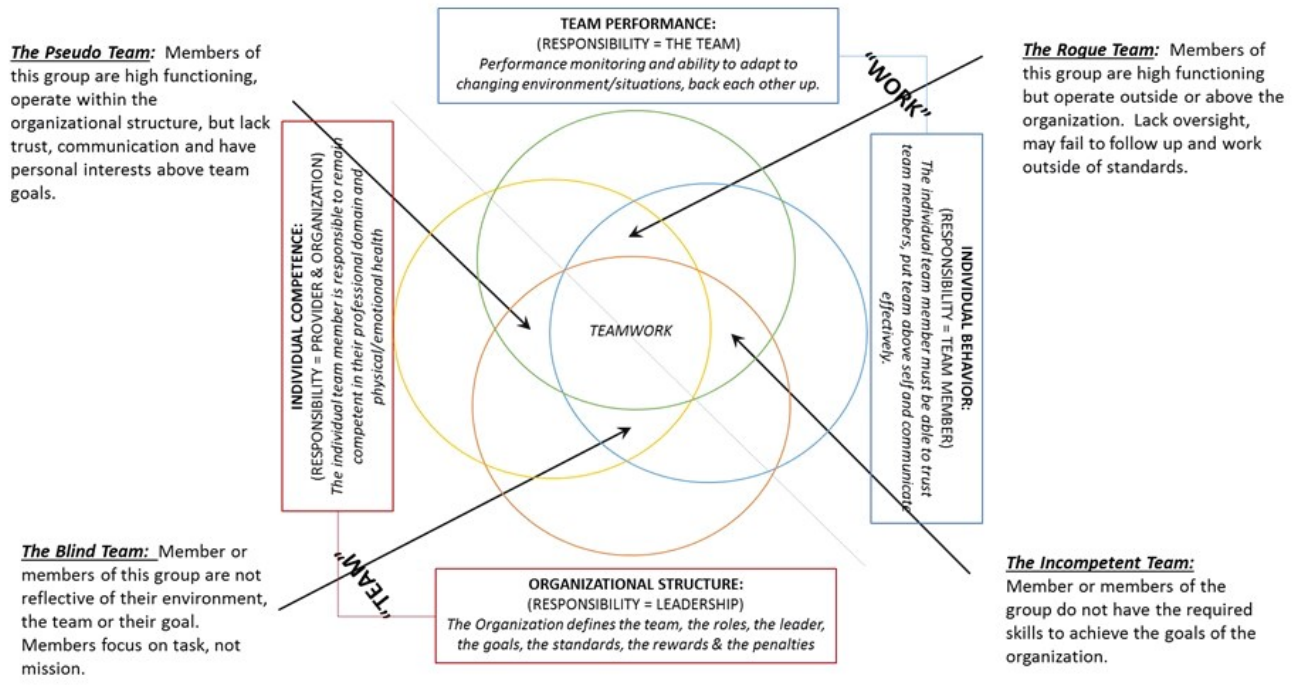 TEAM PERFORMANCE:
(RESPONSIBILITY = THE TEAM)
Performance monitoring and ability to adapt to
changing environment/situations, back each other up.
The Pseudo Team:  Members of
this group are high functioning,
operate within the
organizational structure, but lack
trust, communication and have
personal interests above team
goals.
"WORK"
The Rogue Team:  Members of
this group are high functioning
but operate outside or above the
organization.  Lack oversight,
may fail to follow up and work
outside of standards.
INDIVIDUAL COMPETENCE:
(RESPONSIBILITY = PROVIDER & ORGANIZATION)
The individual team member is responsible to remain
competent in their professional domain and
physical/emotional health
TEAMWORK
INDIVIDUAL BEHAVIOR:
(RESPONSIBILITY = TEAM MEMBER)
The individual team member must be able to trust
team members, put team above self and communicate
effectively.
The Blind Team:  Member or
members of this group are not
reflective of their environment,
the team or their goal.
Members focus on task, not
mission.
"TEAM"
ORGANIZATIONAL STRUCTURE:
(RESPONSIBILITY = LEADERSHIP)
The Organization defines the team, the roles, the leader,
the goals, the standards, the rewards & the penalties
The Incompetent Team:
Member or members of the
group do not have the required
skills to achieve the goals of the
organization.